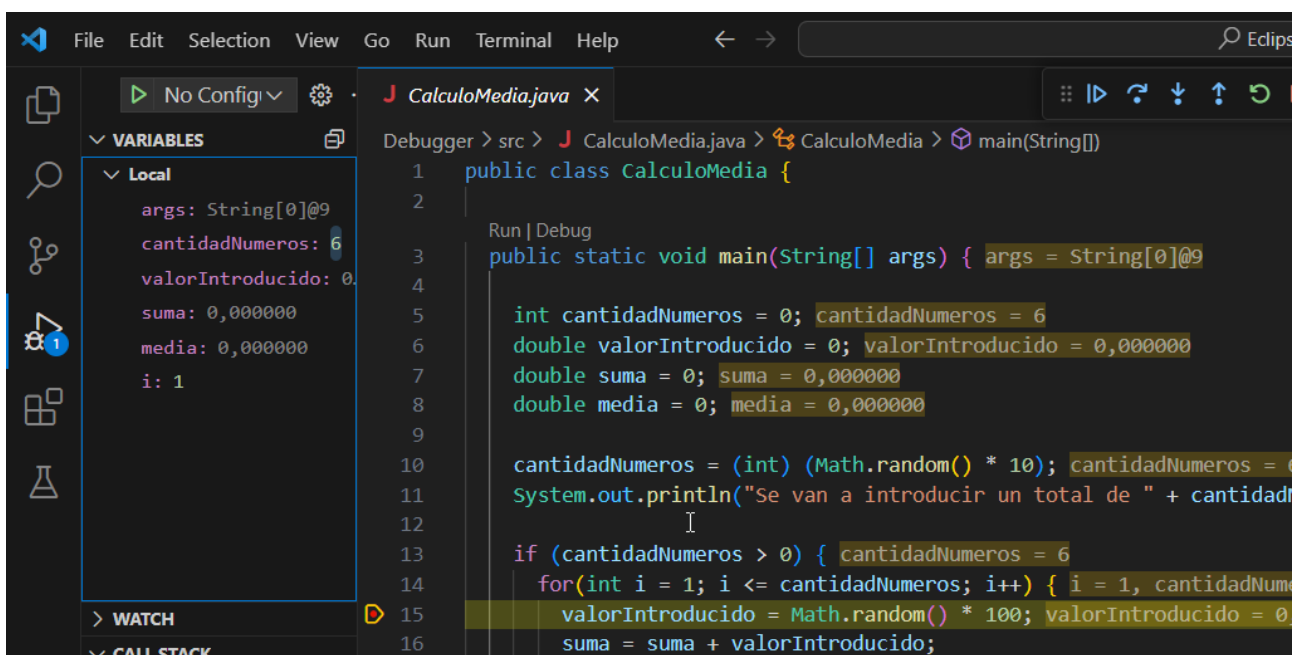 File Edit Selection View Go Run Terminal Help
No Config
CalculoMedia.java
VARIABLES
Local
args: String[0]@9
cantidadNumeros: 6
valorIntroducido: 0.
suma: 0,000000
media: 0,000000
i: 1
WATCH
CALL STACK
1
Debugger > src > J CalculoMedia.java > CalculoMedia > main(String[])
1 public class CalculoMedia {
2
Run | Debug
3 public static void main(String[] args) { args = String[0]@9
4
5 int cantidadNumeros = 0; cantidadNumeros = 6
6 double valorIntroducido = 0; valorIntroducido = 0,000000
7 double suma = 0; suma = 0,000000
8 double media = 0; media = 0,000000
9
10 cantidadNumeros = (int) (Math.random() * 10); cantidadNumeros =
11 System.out.println("Se van a introducir un total de " +
12
13 if (cantidadNumeros > 0) { cantidadNumeros = 6
14 for(int i = 1; i <= cantidadNumeros; i++) { i = 1,
15 valorIntroducido = Math.random() * 100; valorIntroducido = 0
16 suma = suma + valorIntroducido;